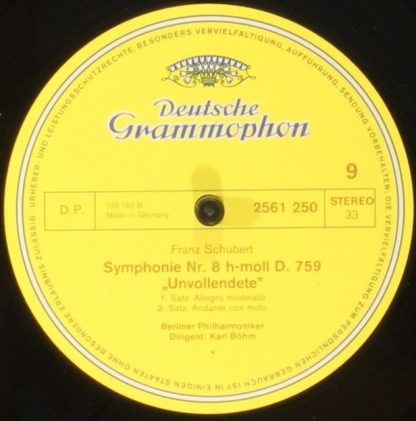 ALLE URHEBER- UND LEISTUNGSSCHUTZRECHTE, BESONDERS VERVIELFÄLTIGUNG, AUFFÜHRUNG, SENDUNG VORBEHALTEN. DIE VERVIELFÄLTIGUNG ZUM PERSÖNLICHEN GEBRAUCH IST IN EINIGEN STAATEN OHNE BESONDERE ERLAUBNIS ZULÄSSIG.
Deutsche
Grammophon
9
D.P.
139 162 B
Made in Germany
2561 250
STEREO
33
Franz Schubert
Symphonie Nr. 8 h-moll D. 759
„Unvollendete"
1. Satz: Allegro moderato
2. Satz: Andante con moto
Berliner Philharmoniker
Dirigent: Karl Böhm